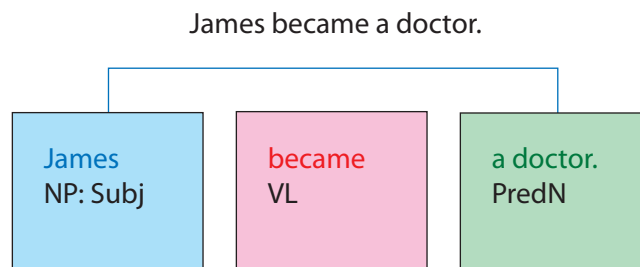 James became a doctor.
James
NP: Subj
became
VL
a doctor.
PredN